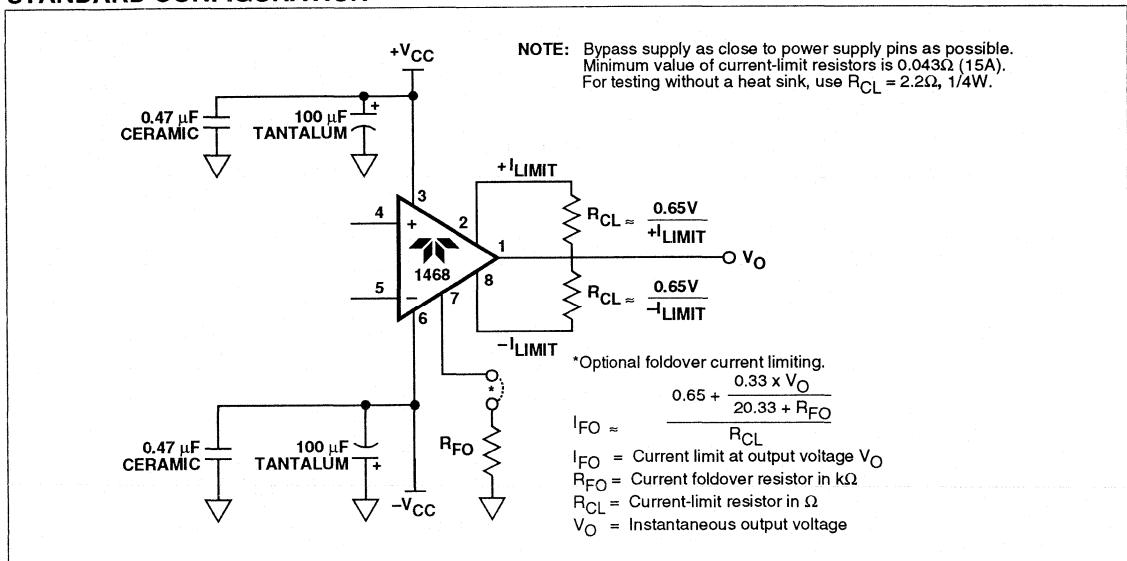 NOTE: Bypass supply as close to power supply pins as possible.
Minimum value of current-limit resistors is 0.043Ω (15A).
For testing without a heat sink, use RCL = 2.2Ω, 1/4W.
+VCC
0.47 µF
CERAMIC
100 µF
TANTALUM
+
+ILIMIT
3
4
+
2
RCL ≈ 0.65V
+ILIMIT
1
VO
1468
5
−
8
7
6
RCL ≈ 0.65V
–ILIMIT
–ILIMIT
*Optional foldover current limiting.
*
IFO ≈ 0.65 + 0.33 x VO
20.33 + RFO
RCL
RFO
0.47 µF
CERAMIC
100 µF
TANTALUM
+
–VCC
IFO = Current limit at output voltage VO
RFO = Current foldover resistor in kΩ
RCL = Current-limit resistor in Ω
VO = Instantaneous output voltage